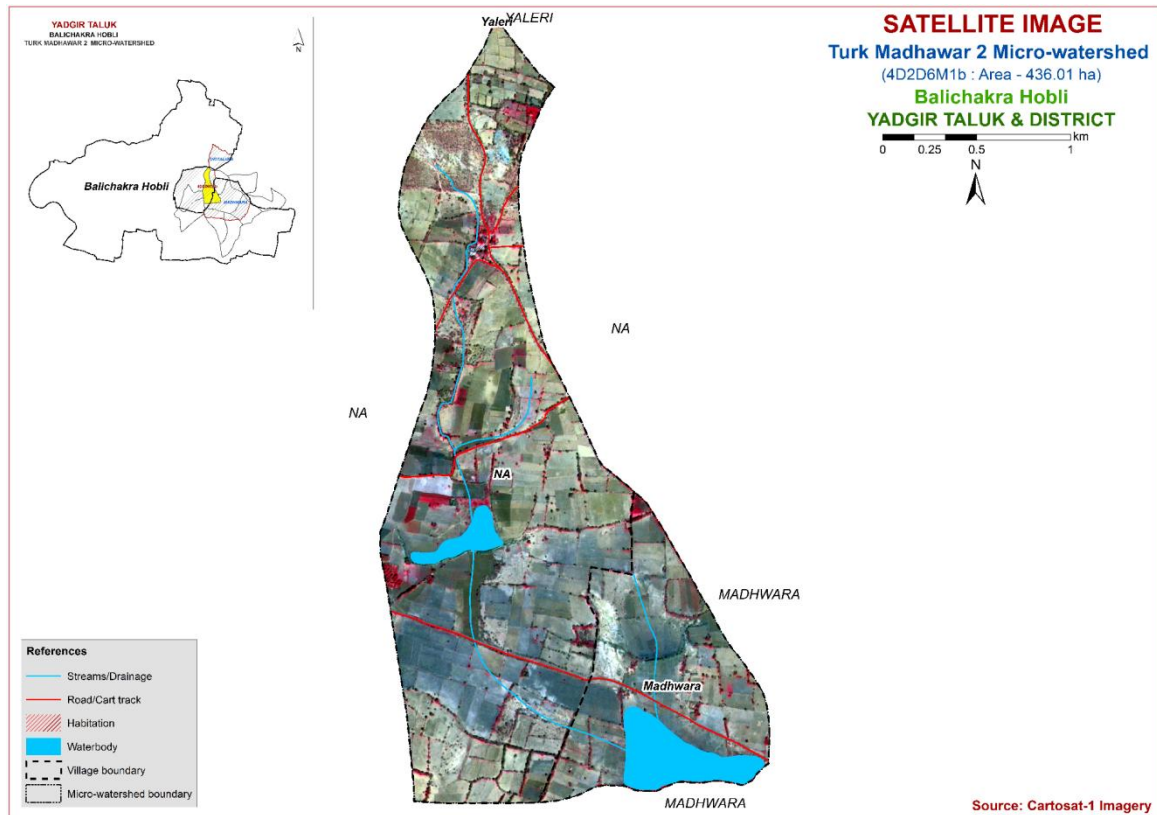 YADGIR TALUK
BALICHAKRA HOBLI
TURK MADHAWAR 2 MICRO-WATERSHED
N
Balichakra Hobli
SATELLITE IMAGE
Turk Madhawar 2 Micro-watershed
(4D2D6M1b : Area - 436.01 ha)
Balichakra Hobli
YADGIR TALUK & DISTRICT
km
0 0.25 0.5 1
N
Yaleri
YALERI
NA
NA
NA
MADHWARA
Madhwara
MADHWARA
References
Streams/Drainage
Road/Cart track
Habitation
Waterbody
Village boundary
Micro-watershed boundary
Source: Cartosat-1 Imagery